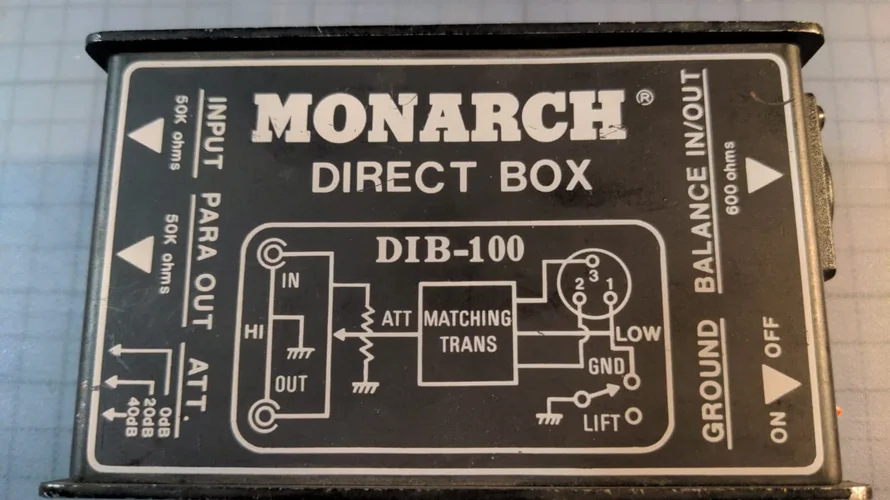 MONARCH®
DIRECT BOX
INPUT
50K ohms
PARA OUT
50K ohms
ATT.
0dB
20dB
40dB
DIB-100
IN
HI
OUT
ATT
MATCHING
TRANS
3
2 1
LOW
GND
LIFT
BALANCE IN/OUT
600 ohms
GROUND
ON OFF